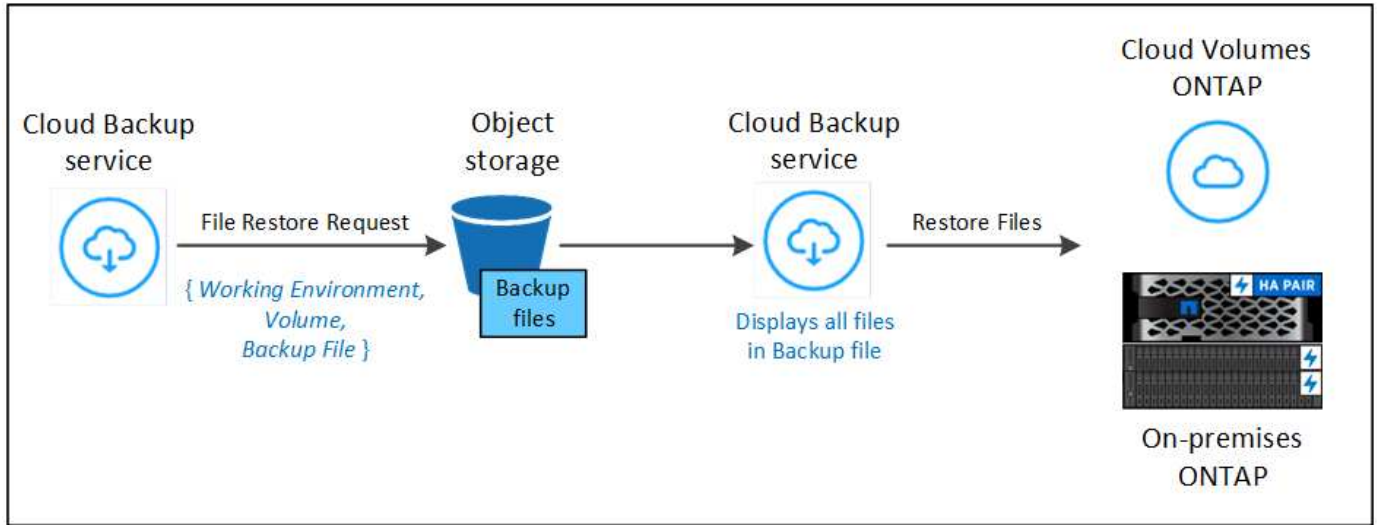 Cloud Backup
service
File Restore Request
{ Working Environment,
Volume,
Backup File }
Object
storage
Backup
files
Cloud Backup
service
Displays all files
in Backup file
Restore Files
Cloud Volumes
ONTAP
HA PAIR
On-premises
ONTAP